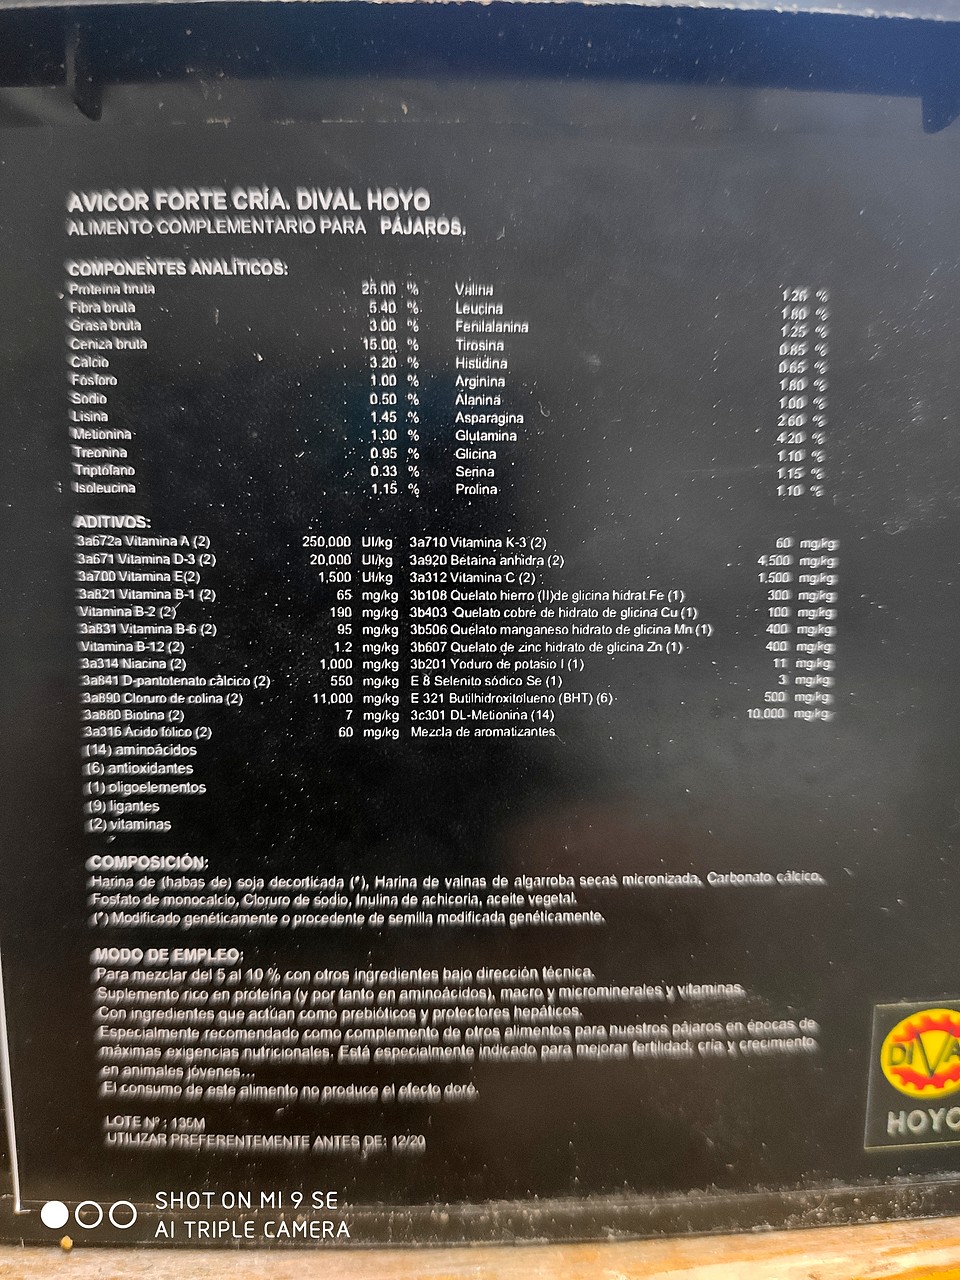 AVICOR FORTE CRÍA. DIVAL HOYO
ALIMENTO COMPLEMENTARIO PARA PÁJAROS.
COMPONENTES ANALÍTICOS:
Proteina bruta 25.00 % Valina 1.26 %
Fibra bruta 5.40 % Leucina 1.80 %
Grasa bruta 3.00 % Fenilalanina 1.25 %
Ceniza bruta 15.00 % Tirosina 0.85 %
Calcio 3.20 % Histidina 0.65 %
Fósforo 1.00 % Arginina 1.80 %
Sodio 0.50 % Alanina 1.00 %
Lisina 1.45 % Asparagina 2.60 %
Metionina 1.30 % Glutamina 4.20 %
Treonina 0.95 % Glicina 1.10 %
Triptófano 0.33 % Serina 1.15 %
Isoleucina 1.15 % Prolina 1.10 %
ADITIVOS:
3a672a Vitamina A (2) 250,000 UI/kg 3a710 Vitamina K-3 (2) 60 mg/kg
3a671 Vitamina D-3 (2) 20,000 UI/kg 3a920 Betaina anhidra (2) 4,500 mg/kg
3a700 Vitamina E(2) 1,500 UI/kg 3a312 Vitamina C (2) 1,500 mg/kg
3a821 Vitamina B-1 (2) 65 mg/kg 3b108 Quelato hierro (II)de glicina hidrat.Fe (1) 300 mg/kg
Vitamina B-2 (2) 190 mg/kg 3b403 Quelato cobre de hidrato de glicina Cu (1) 100 mg/kg
3a831 Vitamina B-6 (2) 95 mg/kg 3b506 Quelato manganeso hidrato de glicina Mn (1) 400 mg/kg
Vitamina B-12 (2) 1.2 mg/kg 3b607 Quelato de zinc hidrato de glicina Zn (1) 400 mg/kg
3a314 Niacina (2) 1,000 mg/kg 3b201 Yoduro de potasio I (1) 11 mg/kg
3a841 D-pantotenato cálcico (2) 550 mg/kg E 8 Selenito sódico Se (1) 3 mg/kg
3a890 Cloruro de colina (2) 11,000 mg/kg E 321 Butilhidroxitolueno (BHT) (6) 500 mg/kg
3a880 Biotina (2) 7 mg/kg 3c301 DL-Metionina (14) 10.000 mg/kg
3a316 Acido fólico (2) 60 mg/kg Mezcla de aromatizantes
(14) aminoácidos
(6) antioxidantes
(1) oligoelementos
(9) ligantes
(2) vitaminas
COMPOSICIÓN:
Harina de (habas de) soja decorticada (*), Harina de vainas de algarroba secas micronizada, Carbonato cálcico,
Fosfato de monocalcio, Cloruro de sodio, Inulina de achicoria, aceite vegetal.
(*) Modificado genéticamente o procedente de semilla modificada genéticamente.
MODO DE EMPLEO:
Para mezclar del 5 al 10 % con otros ingredientes bajo dirección técnica.
Suplemento rico en proteína (y por tanto en aminoácidos), macro y microminerales y vitaminas.
Con ingredientes que actúan como prebióticos y protectores hepáticos.
Especialmente recomendado como complemento de otros alimentos para nuestros pájaros en épocas de
máximas exigencias nutricionales. Está especialmente indicado para mejorar fertilidad, cría y crecimiento
en animales jóvenes...
El consumo de este alimento no produce el efecto doré.
LOTE Nº : 136M
UTILIZAR PREFERENTEMENTE ANTES DE: 12/20
DIVA
HOYO
SHOT ON MI 9 SE
AI TRIPLE CAMERA